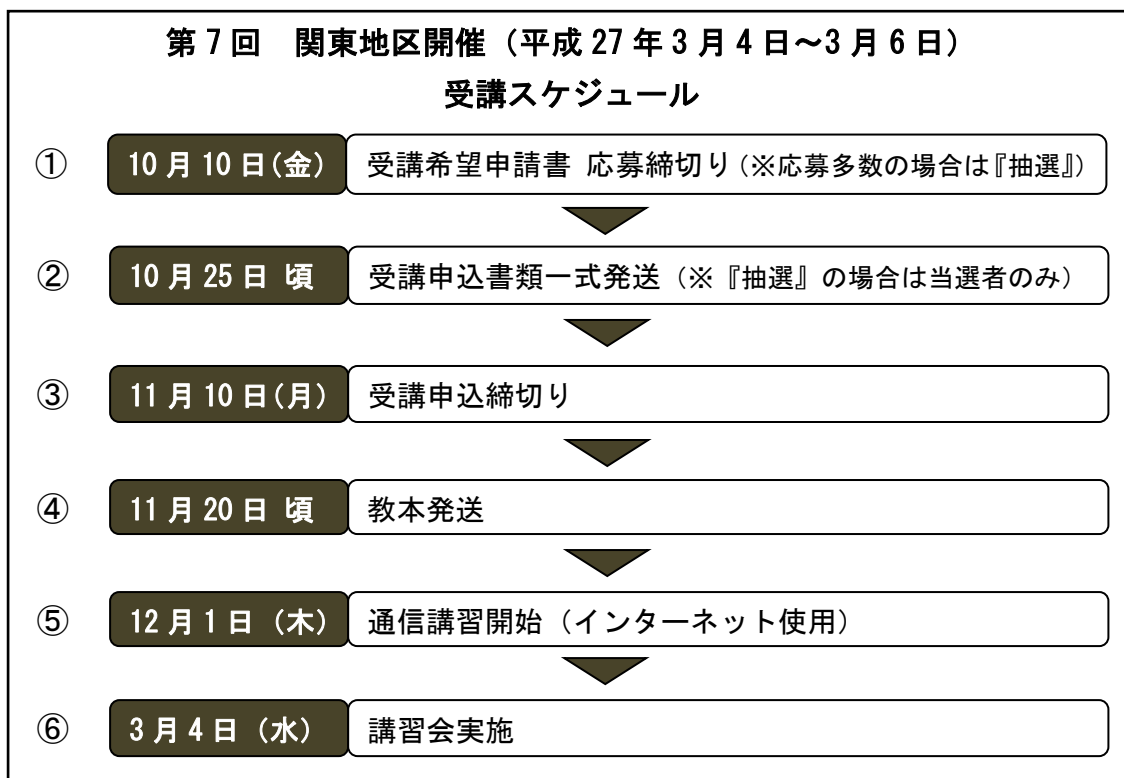 第7回　関東地区開催（平成27年3月4日～3月6日）
受講スケジュール
① 10月10日(金) 受講希望申請書 応募締切り（※応募多数の場合は『抽選』）
② 10月25日 頃 受講申込書類一式発送（※『抽選』の場合は当選者のみ）
③ 11月10日(月) 受講申込締切り
④ 11月20日 頃 教本発送
⑤ 12月1日（木） 通信講習開始（インターネット使用）
⑥ 3月4日（水） 講習会実施